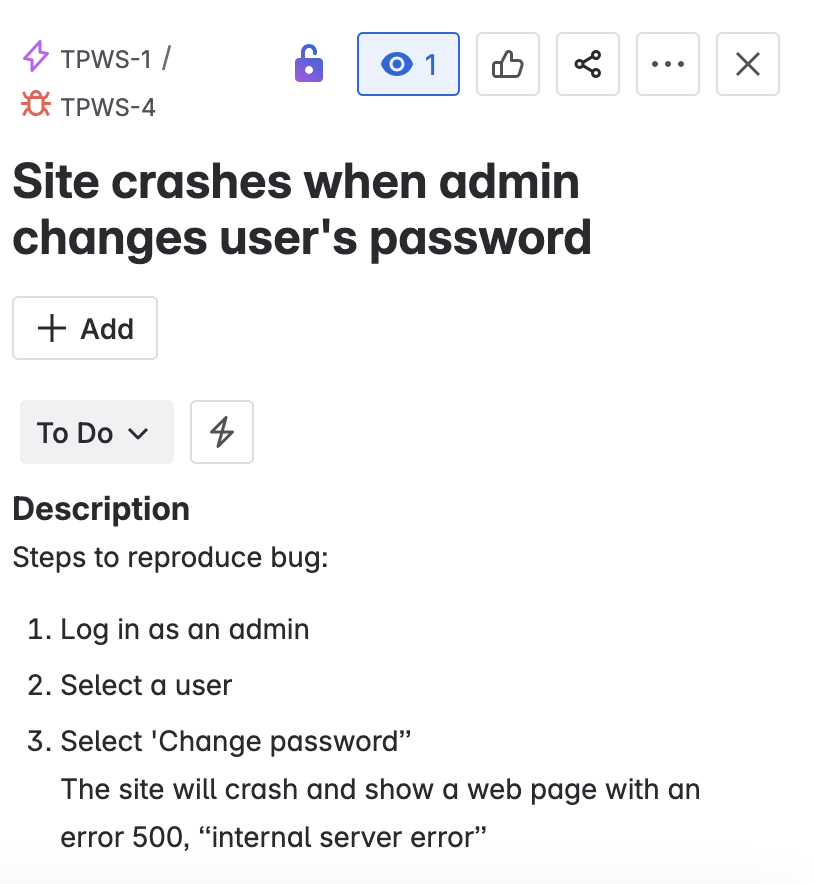 TPWS-1 /
1
TPWS-4
Site crashes when admin
changes user's password
Add
To Do
Description
Steps to reproduce bug:
1. Log in as an admin
2. Select a user
3. Select 'Change password”
The site will crash and show a web page with an
error 500, “internal server error”